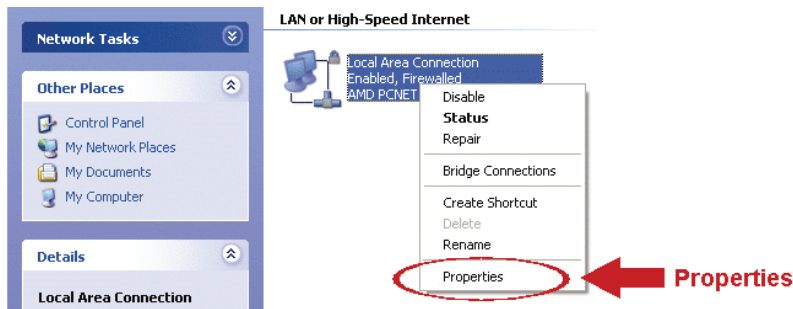 Network Tasks
Other Places
Control Panel
My Network Places
My Documents
My Computer
Details
Local Area Connection
LAN or High-Speed Internet
Local Area Connection
Enabled, Firewalled
AMD PCNET
Disable
Status
Repair
Bridge Connections
Create Shortcut
Delete
Rename
Properties
Properties